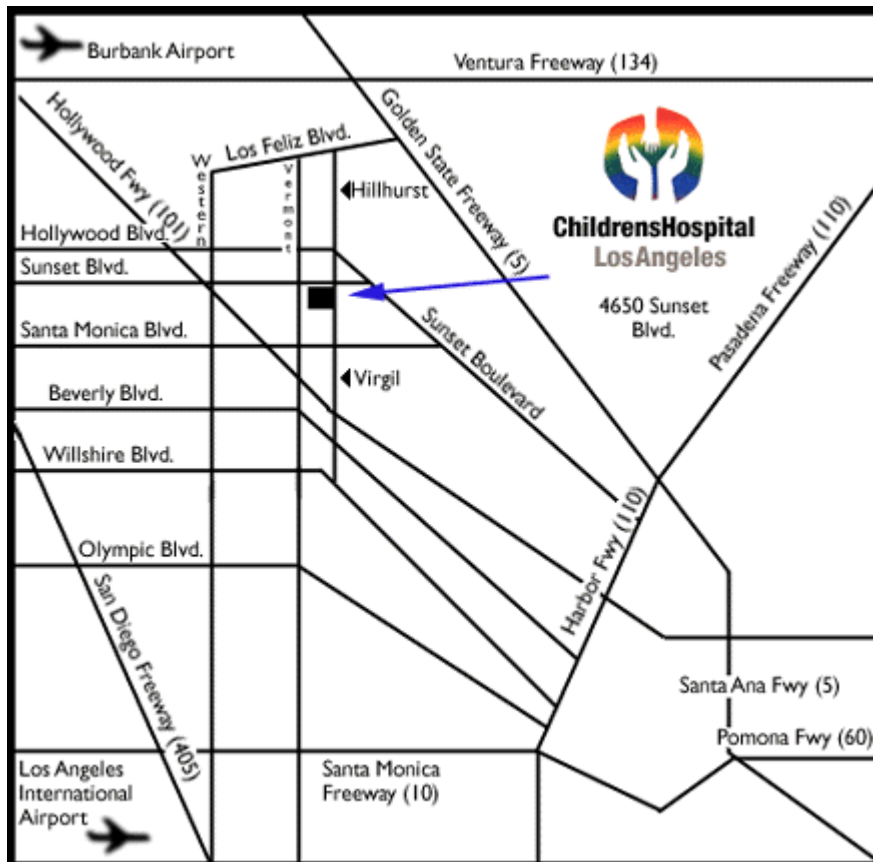 Burbank Airport
Ventura Freeway (134)
Hollywood Fwy (101)
Golden State Freeway (5)
Los Feliz Blvd.
Western
Vermont
Hillhurst
ChildrensHospital
LosAngeles
4650 Sunset
Blvd.
Pasadena Freeway (110)
Hollywood Blvd.
Sunset Blvd.
Santa Monica Blvd.
Sunset Boulevard
Virgil
Beverly Blvd.
Willshire Blvd.
Olympic Blvd.
Harbor Fwy (110)
San Diego Freeway (405)
Santa Ana Fwy (5)
Pomona Fwy (60)
Los Angeles
International
Airport
Santa Monica
Freeway (10)